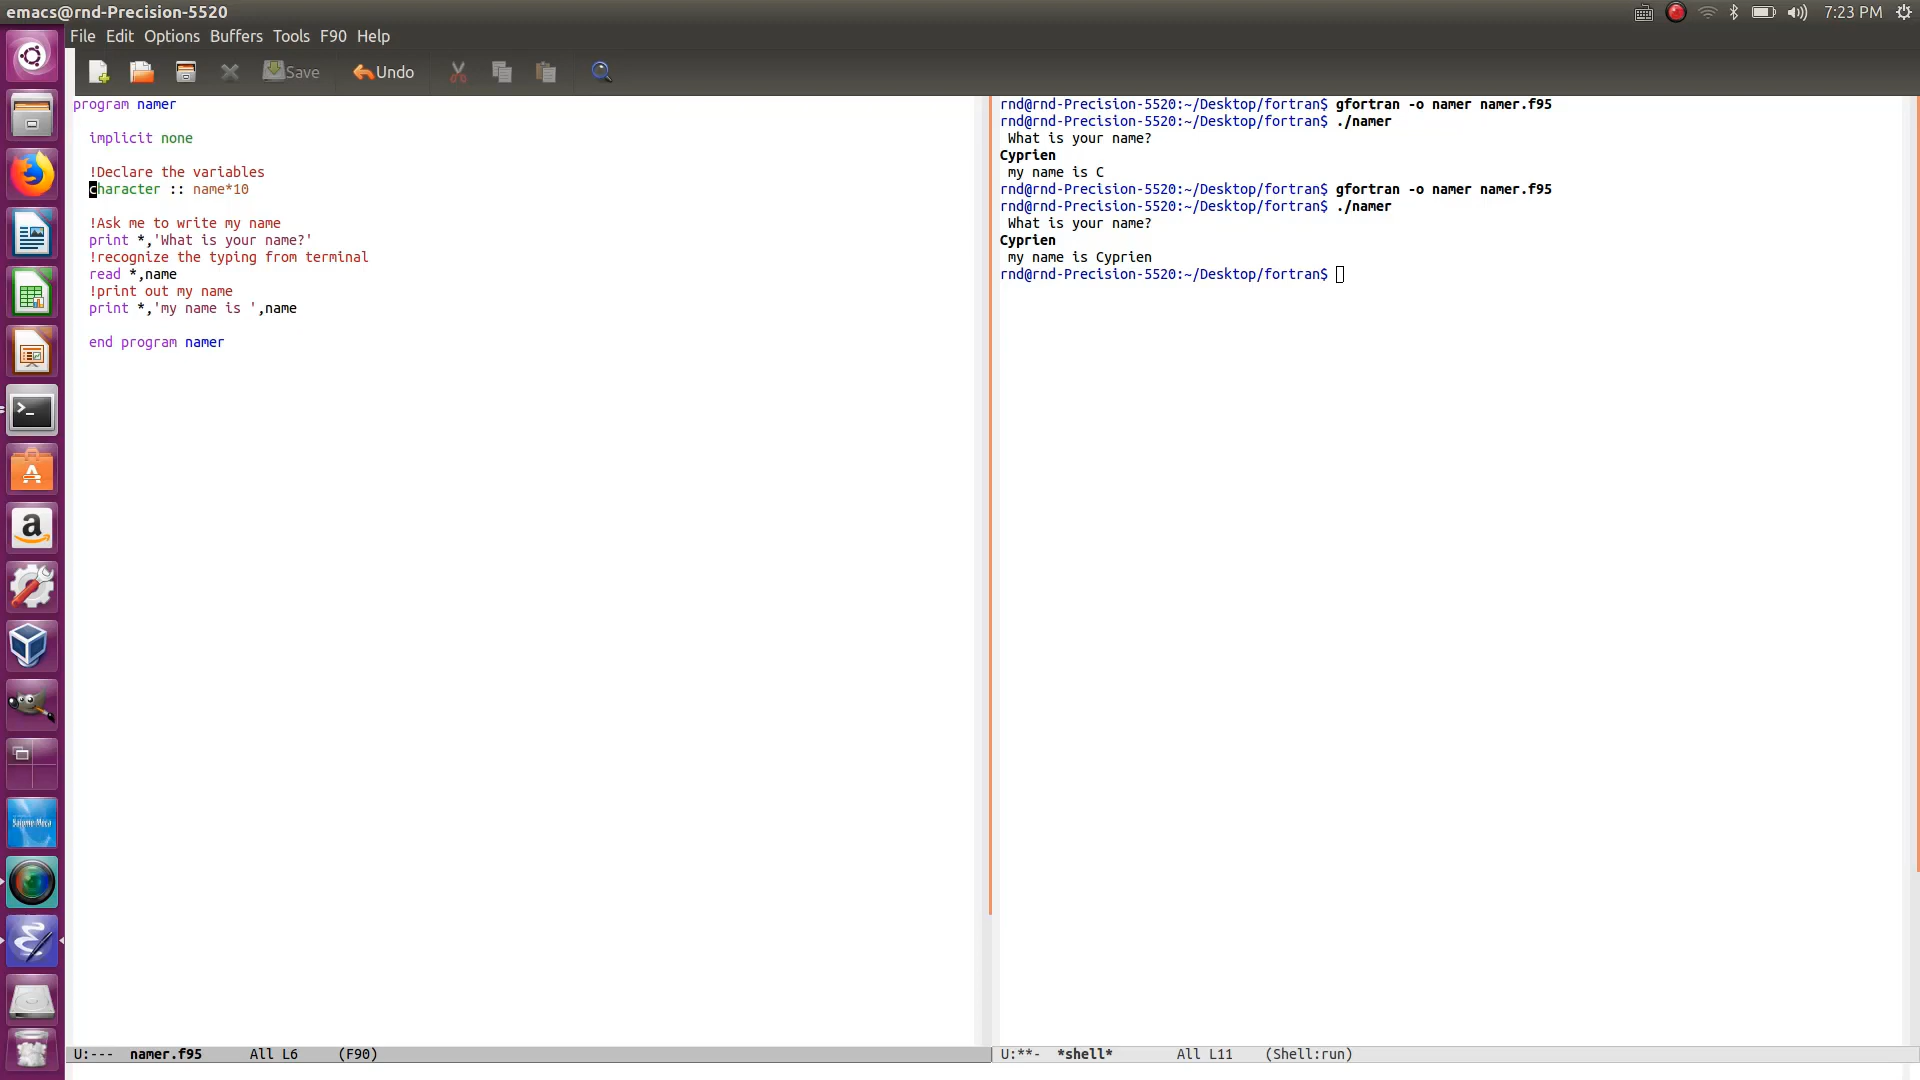 emacs@rnd-Precision-5520
7:23 PM
File Edit Options Buffers Tools F90 Help
Save Undo
program namer
implicit none
!Declare the variables
character :: name*10
!Ask me to write my name
print *,'What is your name?'
!recognize the typing from terminal
read *,name
!print out my name
print *,'my name is ',name
end program namer
U:--- namer.f95 All L6 (F90)
rnd@rnd-Precision-5520:~/Desktop/fortran$ gfortran -o namer namer.f95
rnd@rnd-Precision-5520:~/Desktop/fortran$ ./namer
What is your name?
Cyprien
my name is C
rnd@rnd-Precision-5520:~/Desktop/fortran$ gfortran -o namer namer.f95
rnd@rnd-Precision-5520:~/Desktop/fortran$ ./namer
What is your name?
Cyprien
my name is Cyprien
rnd@rnd-Precision-5520:~/Desktop/fortran$
U:**- *shell* All L11 (Shell:run)
Salome-Meca